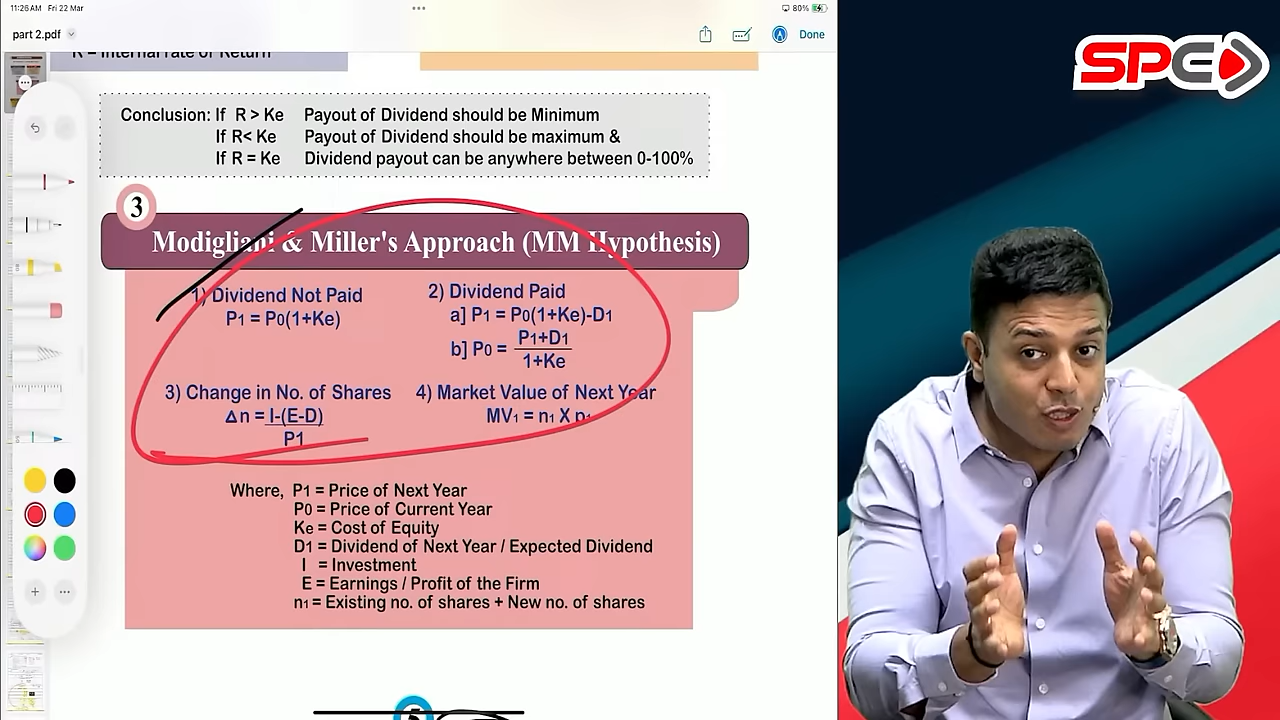 11:26 AM Fri 22 Mar
80%
part 2.pdf
Done
R = Internal rate of Return
Conclusion: If R > Ke Payout of Dividend should be Minimum
If R< Ke Payout of Dividend should be maximum &
If R = Ke Dividend payout can be anywhere between 0-100%
3
Modigliani & Miller's Approach (MM Hypothesis)
1) Dividend Not Paid
P1 = P0(1+Ke)
2) Dividend Paid
a] P1 = P0(1+Ke)-D1
b] P0 = P1+D1
1+Ke
3) Change in No. of Shares
Δn = I-(E-D)
P1
4) Market Value of Next Year
MV1 = n1 X p1
Where, P1 = Price of Next Year
P0 = Price of Current Year
Ke = Cost of Equity
D1 = Dividend of Next Year / Expected Dividend
I = Investment
E = Earnings / Profit of the Firm
n1 = Existing no. of shares + New no. of shares
SPC